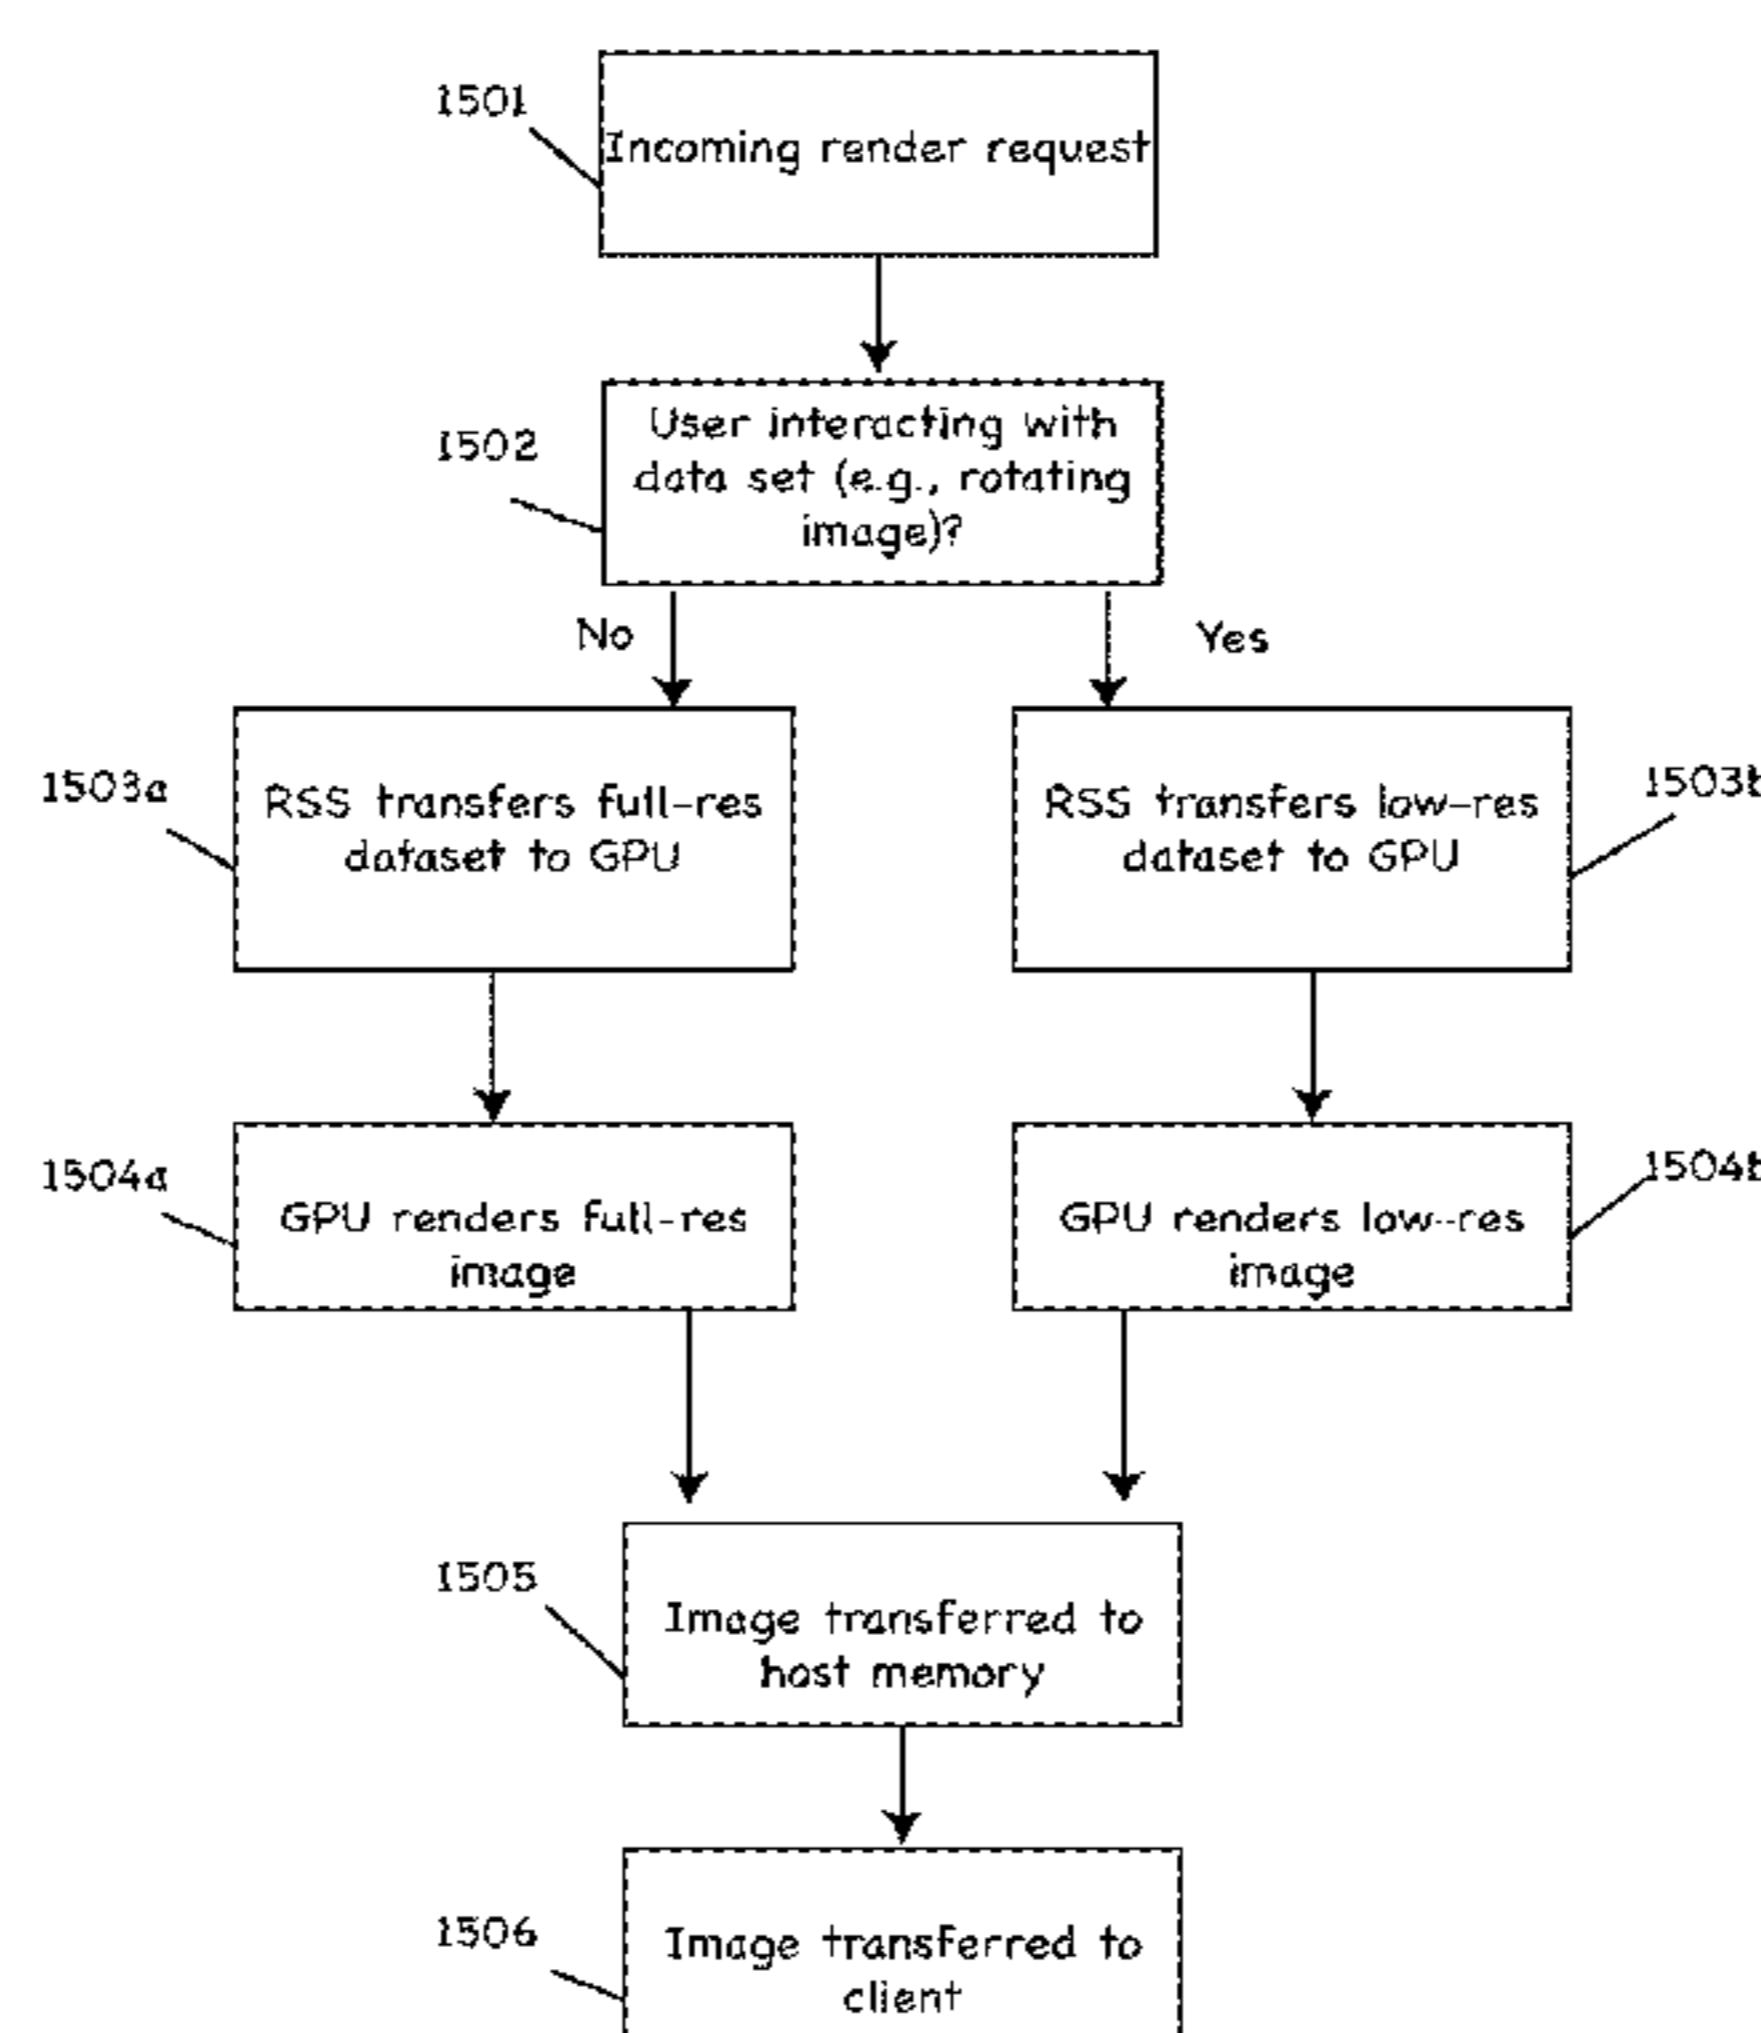 1501
Incoming render request
1502
User interacting with
data set (e.g., rotating
image)?
No
Yes
1503a
RSS transfers full-res
dataset to GPU
RSS transfers low-res
dataset to GPU
1503b
1504a
GPU renders full-res
image
GPU renders low-res
image
1504b
1505
Image transferred to
host memory
1506
Image transferred to
client